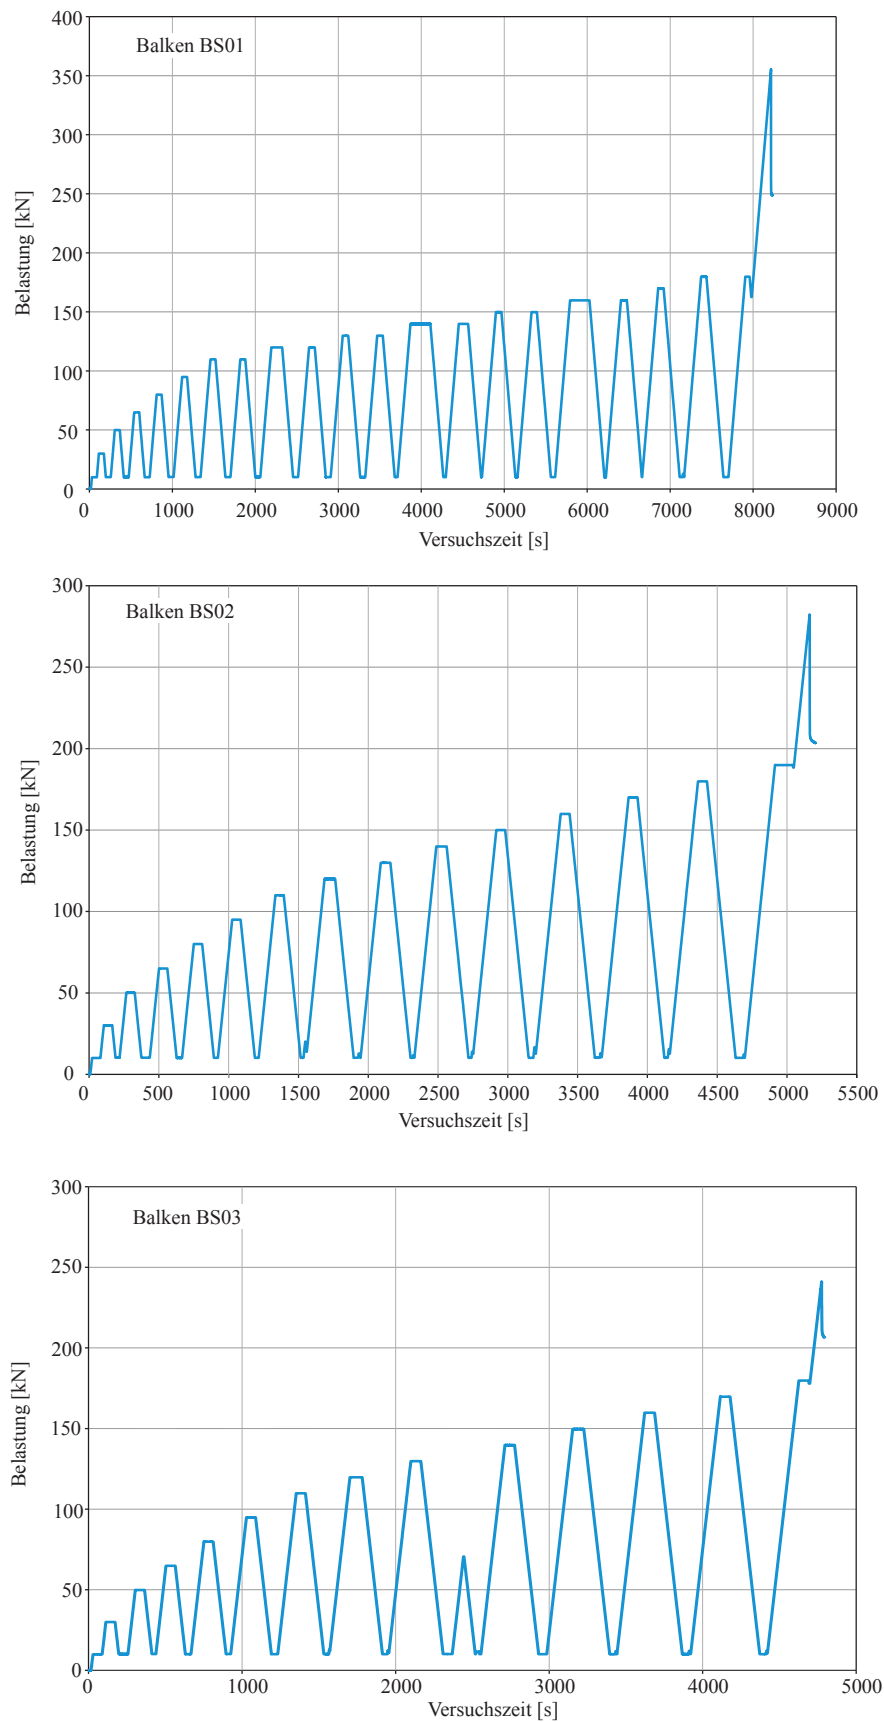 400
Balken BS01
350
300
250
200
150
100
50
0
Belastung [kN]
0 1000 2000 3000 4000 5000 6000 7000 8000 9000
Versuchszeit [s]
300
Balken BS02
250
200
150
100
50
0
Belastung [kN]
0 500 1000 1500 2000 2500 3000 3500 4000 4500 5000 5500
Versuchszeit [s]
300
Balken BS03
250
200
150
100
50
0
Belastung [kN]
0 1000 2000 3000 4000 5000
Versuchszeit [s]